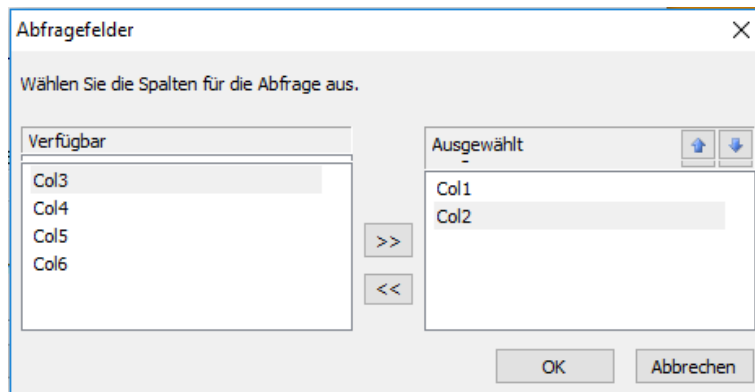 Abfragefelder
Wählen Sie die Spalten für die Abfrage aus.
Verfügbar
Col3
Col4
Col5
Col6
>>
<<
Ausgewählt
Col1
Col2
OK
Abbrechen